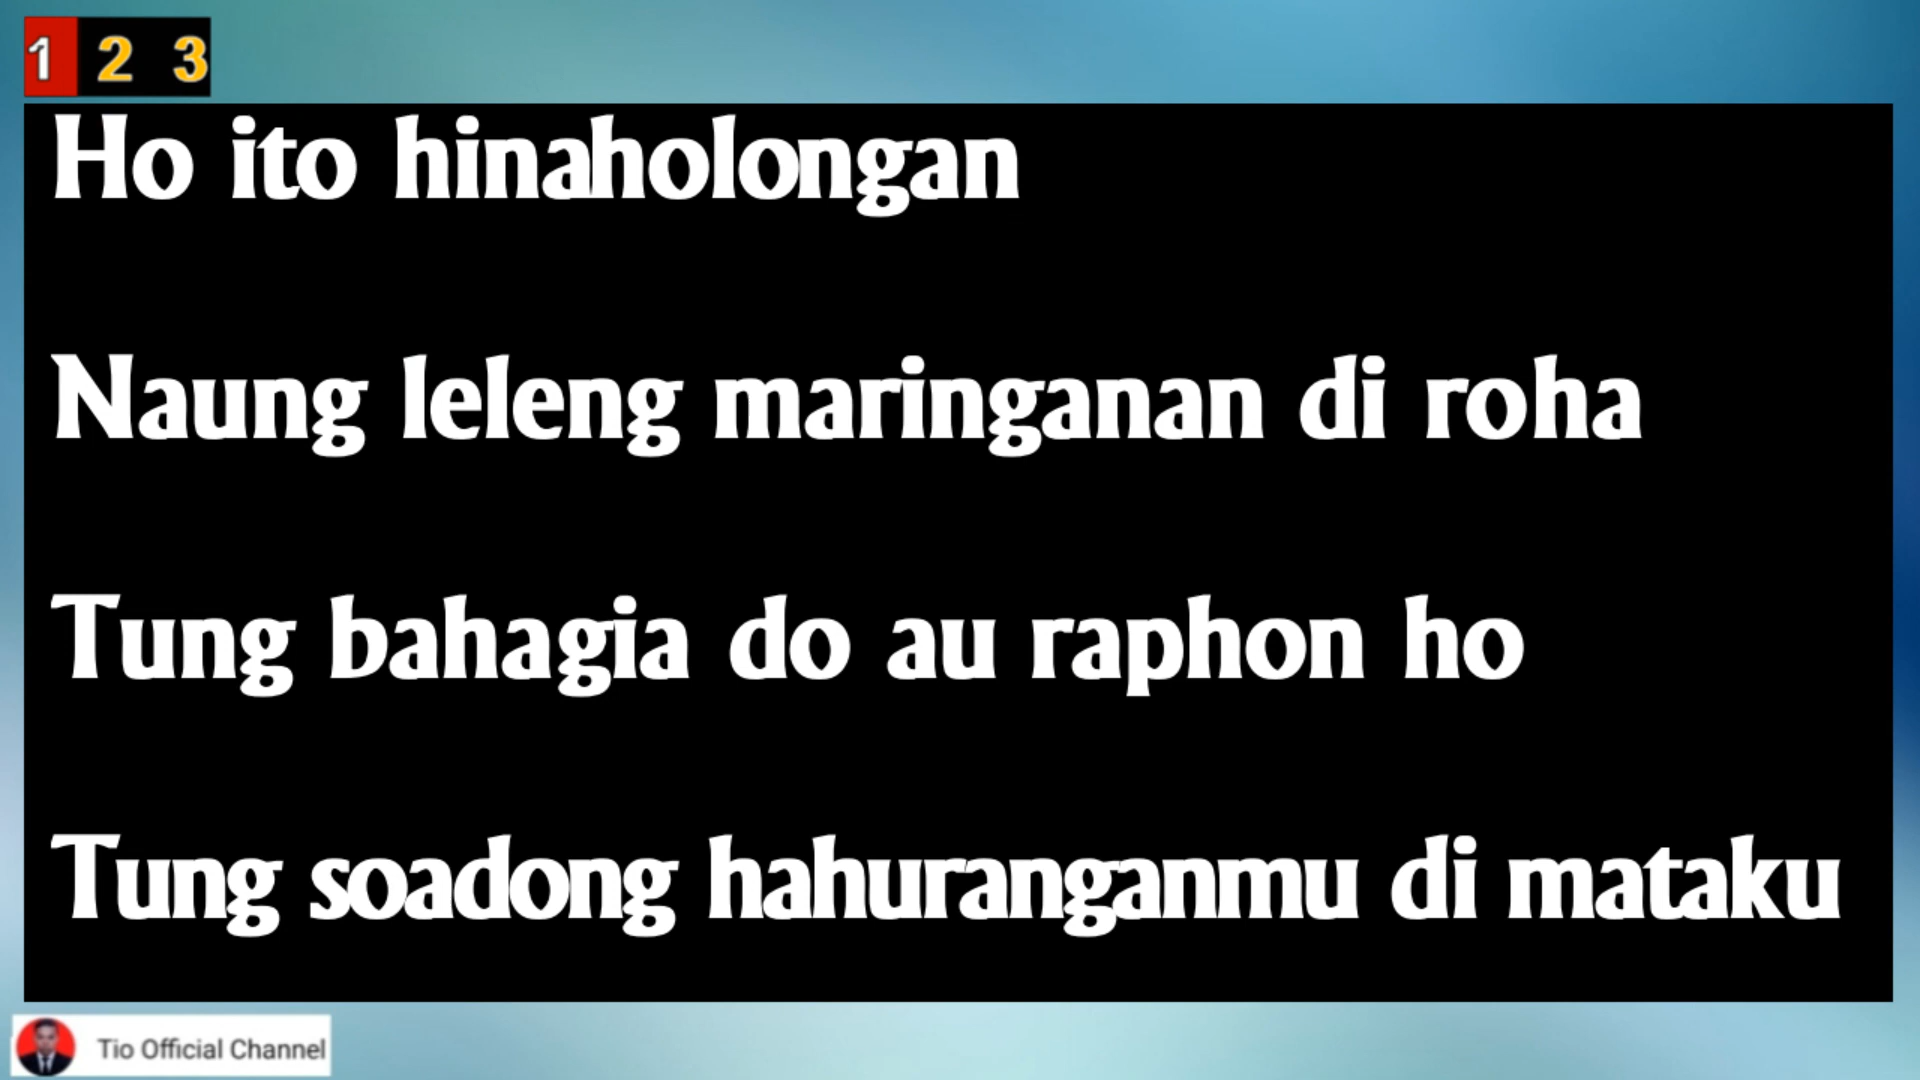 1 2 3
Ho ito hinaholongan
Naung leleng maringanan di roha
Tung bahagia do au raphon ho
Tung soadong hahuranganmu di mataku
Tio Official Channel